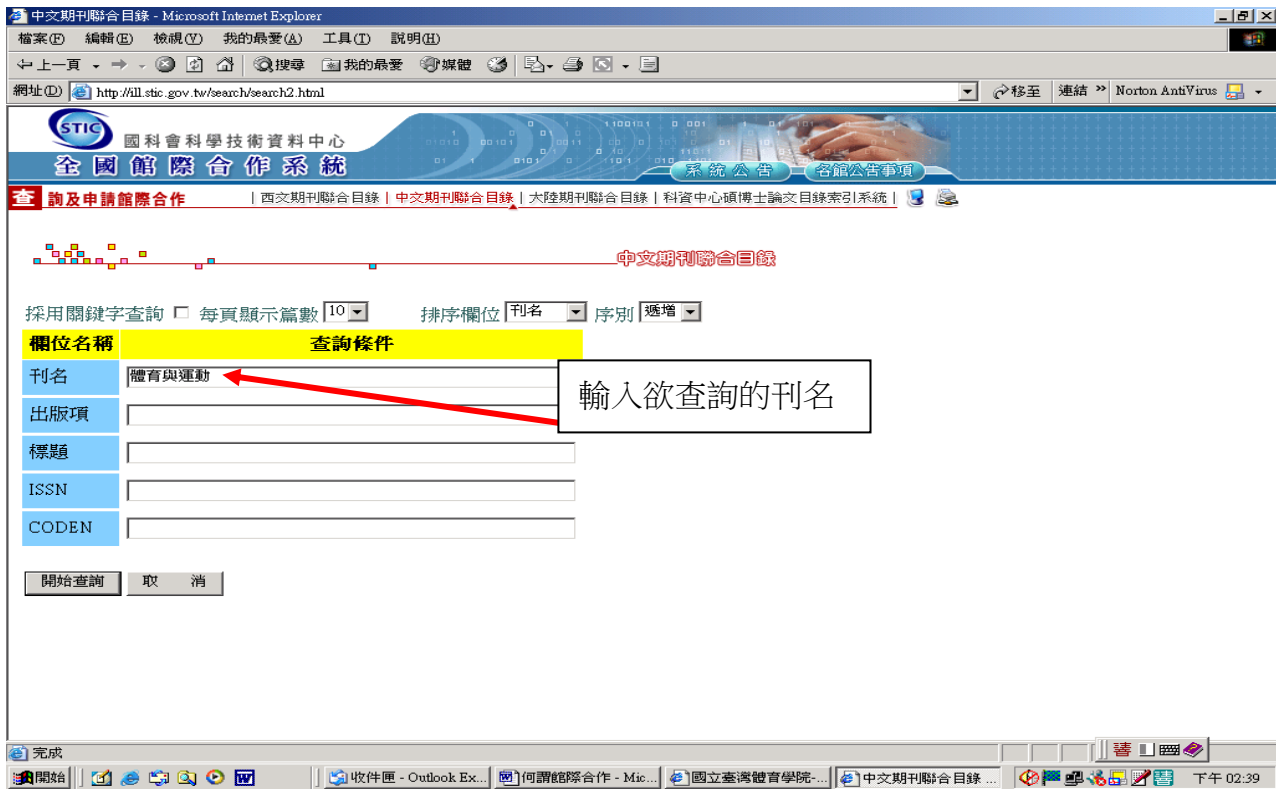 中文期刊聯合目錄 - Microsoft Internet Explorer
檔案(F) 編輯(E) 檢視(V) 我的最愛(A) 工具(T) 說明(H)
上一頁 搜尋 我的最愛 媒體
網址(D) http://ill.stic.gov.tw/search/search2.html 移至 連結 » Norton AntiVirus
STIC 國科會科學技術資料中心
全國館際合作系統
系統公告 各館公告事項
查詢及申請館際合作 | 西文期刊聯合目錄 | 中文期刊聯合目錄 | 大陸期刊聯合目錄 | 科資中心碩博士論文目錄索引系統 |
中文期刊聯合目錄
採用關鍵字查詢 每頁顯示篇數 10 排序欄位 刊名 序別 遞增
欄位名稱 查詢條件
刊名 體育與運動
輸入欲查詢的刊名
出版項
標題
ISSN
CODEN
開始查詢 取 消
完成
開始 收件匣 - Outlook Ex... 何謂館際合作 - Mic... 國立臺灣體育學院-... 中文期刊聯合目錄 ... 下午 02:39